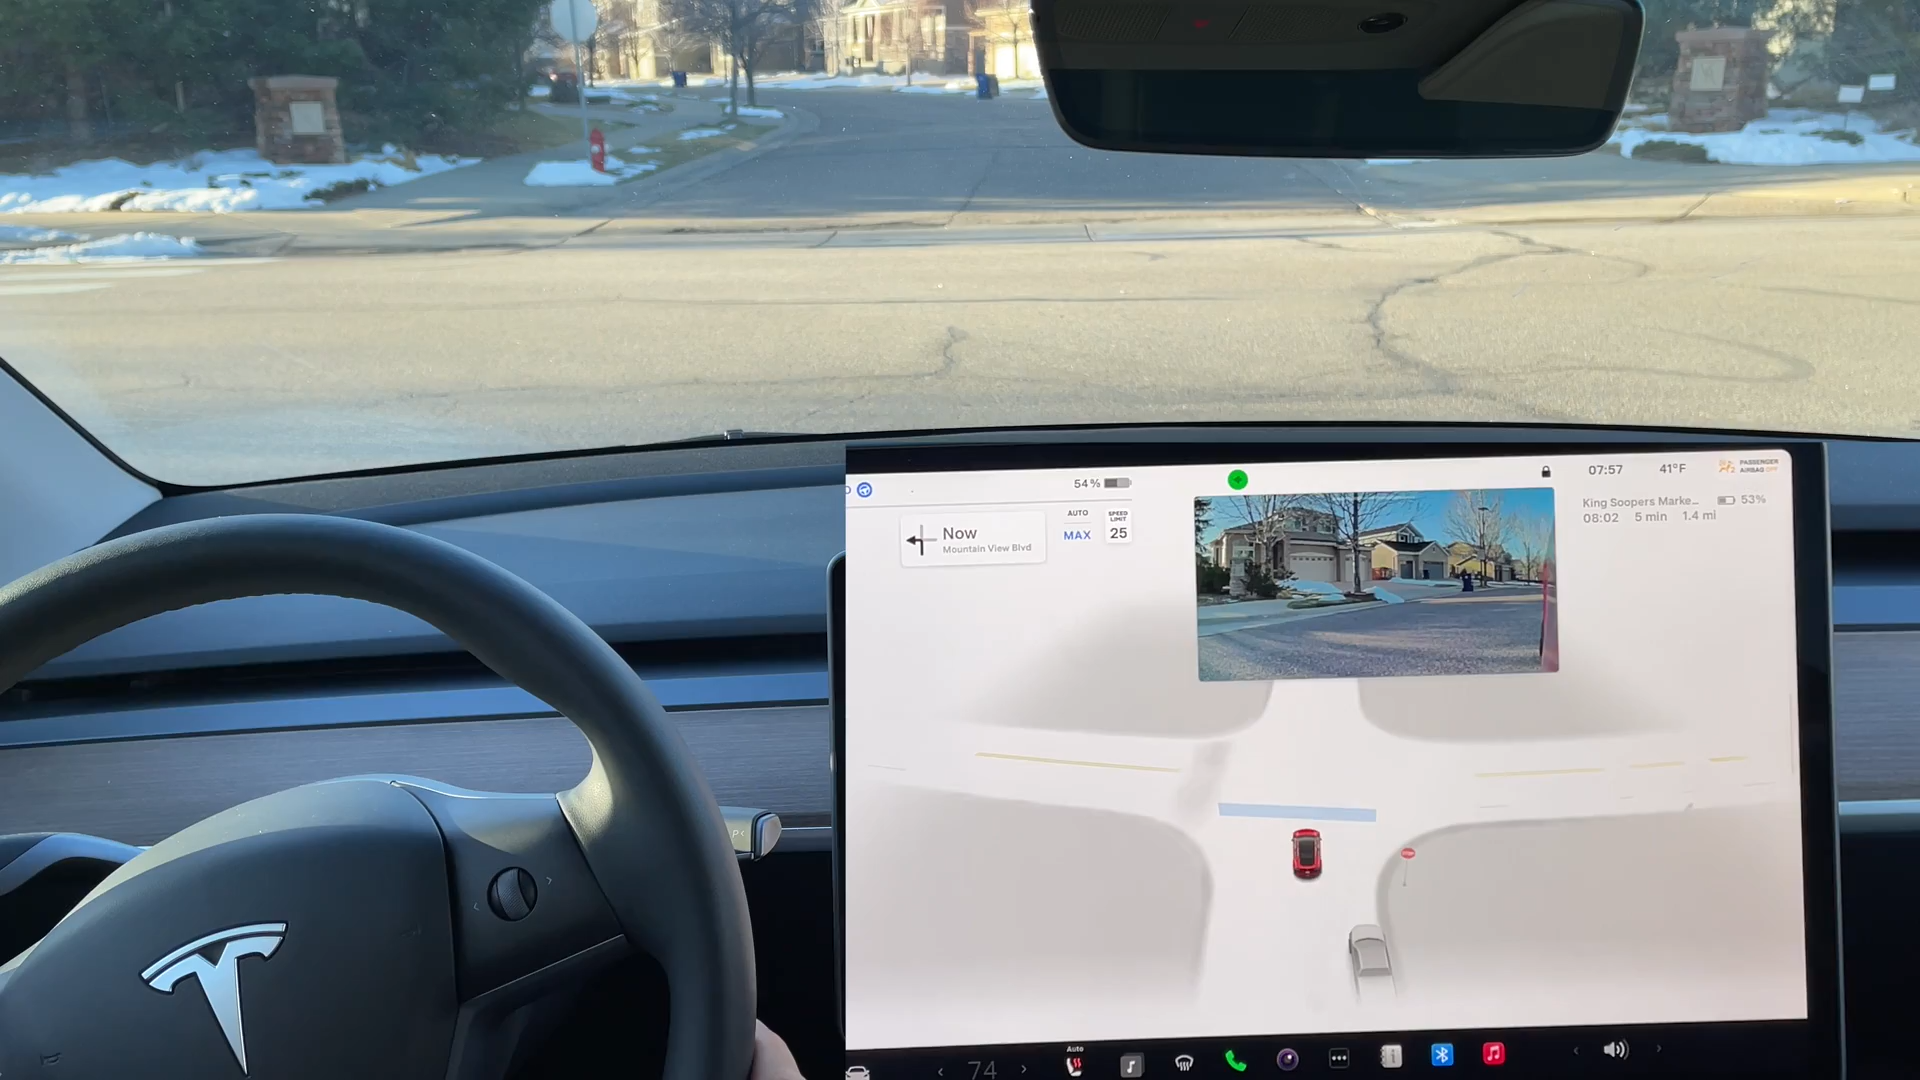 54%
07:57
41°F
PASSENGER
AIRBAG OFF
Now
Mountain View Blvd
AUTO
MAX
SPEED
LIMIT
25
King Soopers Marke...
53%
08:02 5 min 1.4 mi
P
Auto
74